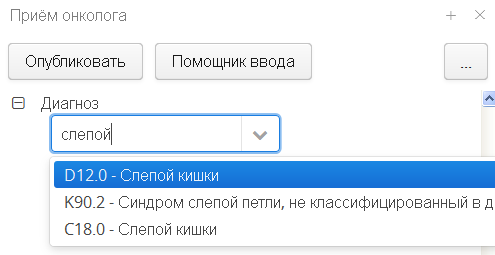 Приём онколога
Опубликовать Помощник ввода ...
Диагноз
слепой
D12.0 - Слепой кишки
K90.2 - Синдром слепой петли, не классифицированный в д
C18.0 - Слепой кишки